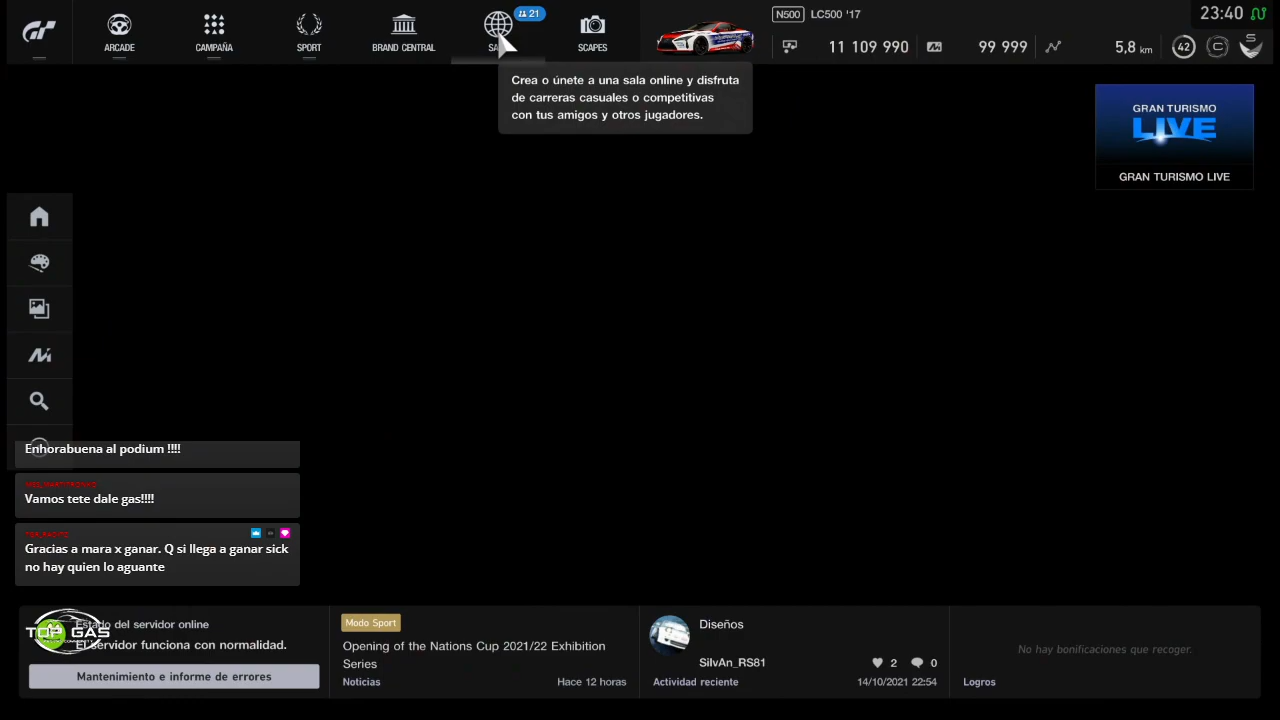 ARCADE
CAMPAÑA
SPORT
BRAND CENTRAL
21
SCAPES
N500 LC500 '17
11 109 990
99 999
5,8 km
42
C
S
23:40
Crea o únete a una sala online y disfruta
de carreras casuales o competitivas
con tus amigos y otros jugadores.
GRAN TURISMO
LIVE
GRAN TURISMO LIVE
Enhorabuena al podium !!!!
Vamos tete dale gas!!!!
Gracias a mara x ganar. Q si llega a ganar sick
no hay quien lo aguante
TOP GAS
Estado del servidor online
El servidor funciona con normalidad.
Mantenimiento e informe de errores
Modo Sport
Opening of the Nations Cup 2021/22 Exhibition
Series
Noticias
Hace 12 horas
Diseños
SilvAn_RS81
2
0
Actividad reciente
14/10/2021 22:54
No hay bonificaciones que recoger.
Logros